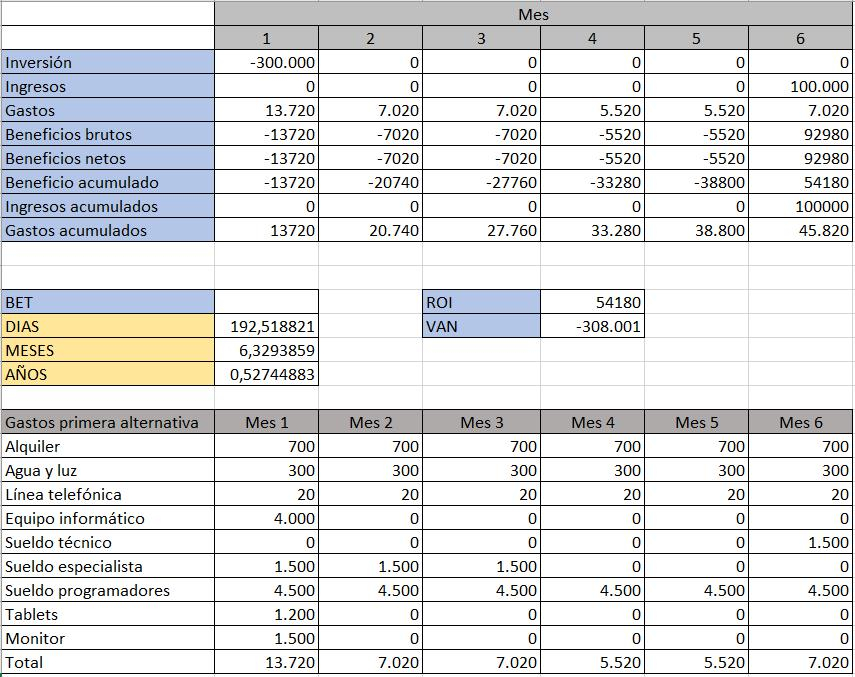 Mes
1 2 3 4 5 6
Inversión -300.000 0 0 0 0 0
Ingresos 0 0 0 0 0 100.000
Gastos 13.720 7.020 7.020 5.520 5.520 7.020
Beneficios brutos -13720 -7020 -7020 -5520 -5520 92980
Beneficios netos -13720 -7020 -7020 -5520 -5520 92980
Beneficio acumulado -13720 -20740 -27760 -33280 -38800 54180
Ingresos acumulados 0 0 0 0 0 100000
Gastos acumulados 13720 20.740 27.760 33.280 38.800 45.820
BET ROI 54180
DIAS 192,518821 VAN -308.001
MESES 6,3293859
AÑOS 0,52744883
Gastos primera alternativa Mes 1 Mes 2 Mes 3 Mes 4 Mes 5 Mes 6
Alquiler 700 700 700 700 700 700
Agua y luz 300 300 300 300 300 300
Línea telefónica 20 20 20 20 20 20
Equipo informático 4.000 0 0 0 0 0
Sueldo técnico 0 0 0 0 0 1.500
Sueldo especialista 1.500 1.500 1.500 0 0 0
Sueldo programadores 4.500 4.500 4.500 4.500 4.500 4.500
Tablets 1.200 0 0 0 0 0
Monitor 1.500 0 0 0 0 0
Total 13.720 7.020 7.020 5.520 5.520 7.020